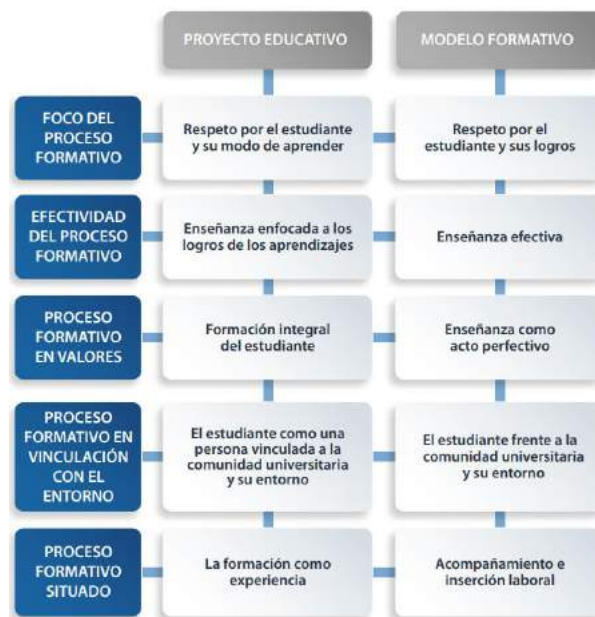 PROYECTO EDUCATIVO
MODELO FORMATIVO
FOCO DEL
PROCESO
FORMATIVO
Respeto por el estudiante
y su modo de aprender
Respeto por el
estudiante y sus logros
EFECTIVIDAD
DEL PROCESO
FORMATIVO
Enseñanza enfocada a los
logros de los aprendizajes
Enseñanza efectiva
PROCESO
FORMATIVO
EN VALORES
Formación integral
del estudiante
Enseñanza como
acto perfectivo
PROCESO
FORMATIVO EN
VINCULACIÓN
CON EL
ENTORNO
El estudiante como una
persona vinculada a la
comunidad universitaria
y su entorno
El estudiante frente a la
comunidad universitaria
y su entorno
PROCESO
FORMATIVO
SITUADO
La formación como
experiencia
Acompañamiento e
inserción laboral